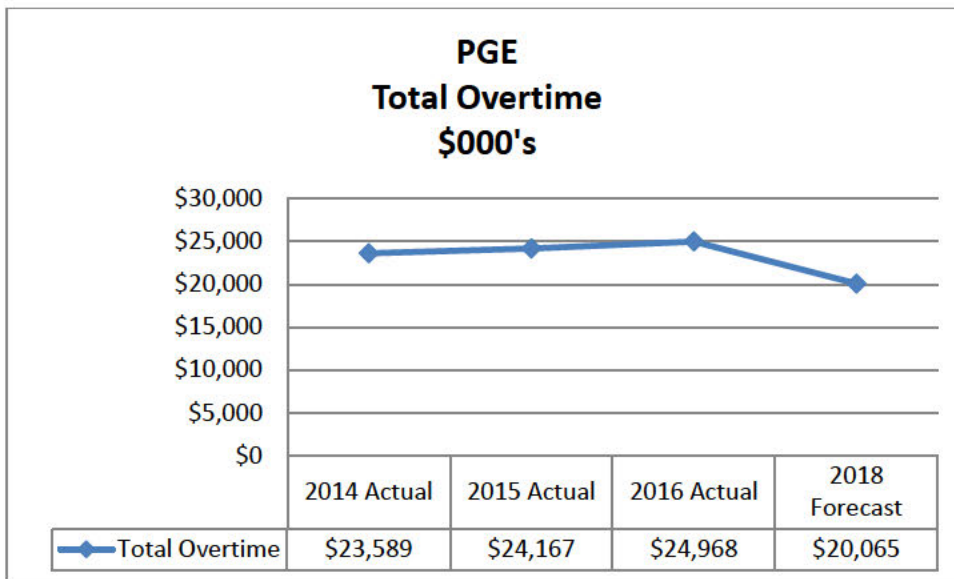 PGE
Total Overtime
$000's
$30,000
$25,000
$20,000
$15,000
$10,000
$5,000
$0
2014 Actual 2015 Actual 2016 Actual 2018 Forecast
Total Overtime $23,589 $24,167 $24,968 $20,065